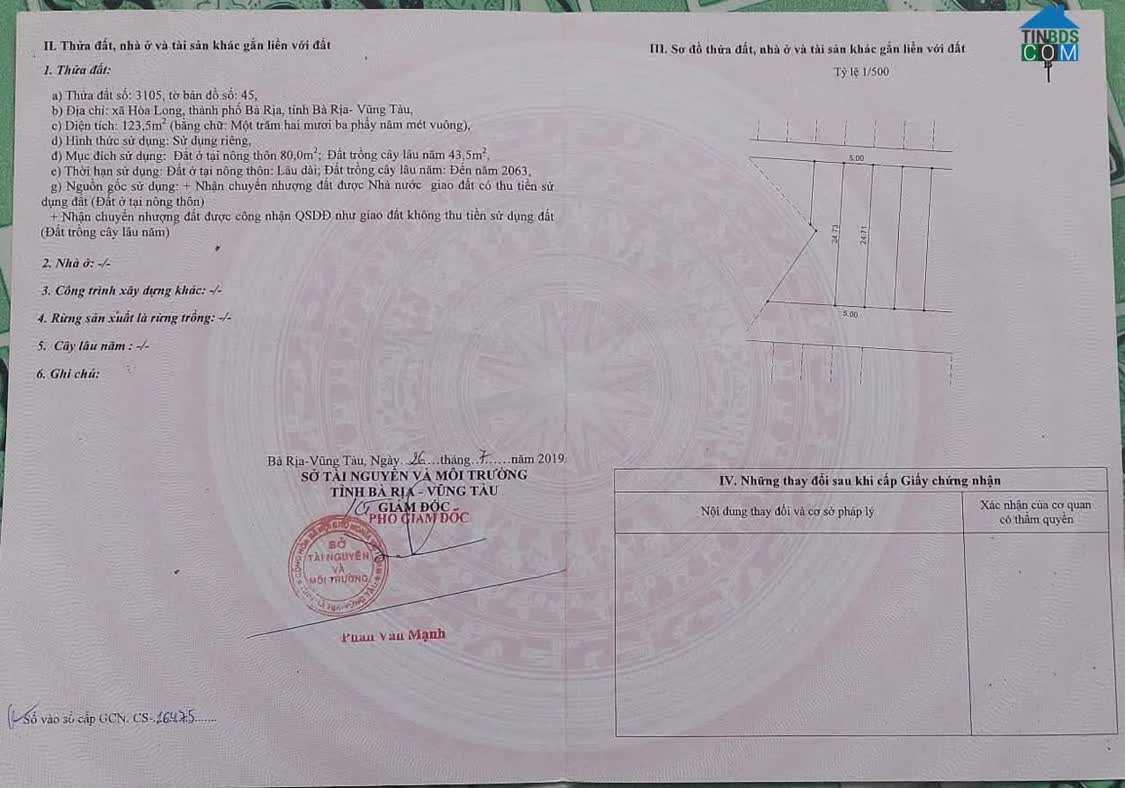 II. Thửa đất, nhà ở và tài sản khác gắn liền với đất
1. Thửa đất:
a) Thửa đất số: 3105, tờ bản đồ số: 45,
b) Địa chỉ: xã Hòa Long, thành phố Bà Rịa, tỉnh Bà Rịa- Vũng Tàu,
c) Diện tích: 123,5m² (bằng chữ: Một trăm hai mươi ba phẩy năm mét vuông),
d) Hình thức sử dụng: Sử dụng riêng,
đ) Mục đích sử dụng: Đất ở tại nông thôn 80,0m²; Đất trồng cây lâu năm 43,5m²,
e) Thời hạn sử dụng: Đất ở tại nông thôn: Lâu dài; Đất trồng cây lâu năm: Đến năm 2063,
g) Nguồn gốc sử dụng: + Nhận chuyển nhượng đất được Nhà nước giao đất có thu tiền sử
dụng đất (Đất ở tại nông thôn)
+ Nhận chuyển nhượng đất được công nhận QSDĐ như giao đất không thu tiền sử dụng đất
(Đất trồng cây lâu năm)
2. Nhà ở: -/-
3. Công trình xây dựng khác: -/-
4. Rừng sản xuất là rừng trồng: -/-
5. Cây lâu năm : -/-
6. Ghi chú:
Bà Rịa-Vũng Tàu, Ngày 26 tháng 7 năm 2019
SỞ TÀI NGUYÊN VÀ MÔI TRƯỜNG
TỈNH BÀ RỊA - VŨNG TÀU
GIÁM ĐỐC
PHÓ GIÁM ĐỐC
SỞ
TÀI NGUYÊN
VÀ
MÔI TRƯỜNG
Phan Văn Mạnh
Số vào sổ cấp GCN. CS-16475
III. Sơ đồ thửa đất, nhà ở và tài sản khác gắn liền với đất
Tỷ lệ 1/500
5.00
24.73
24.71
5.00
IV. Những thay đổi sau khi cấp Giấy chứng nhận
Nội dung thay đổi và cơ sở pháp lý
Xác nhận của cơ quan
có thẩm quyền
TINBDS
COM